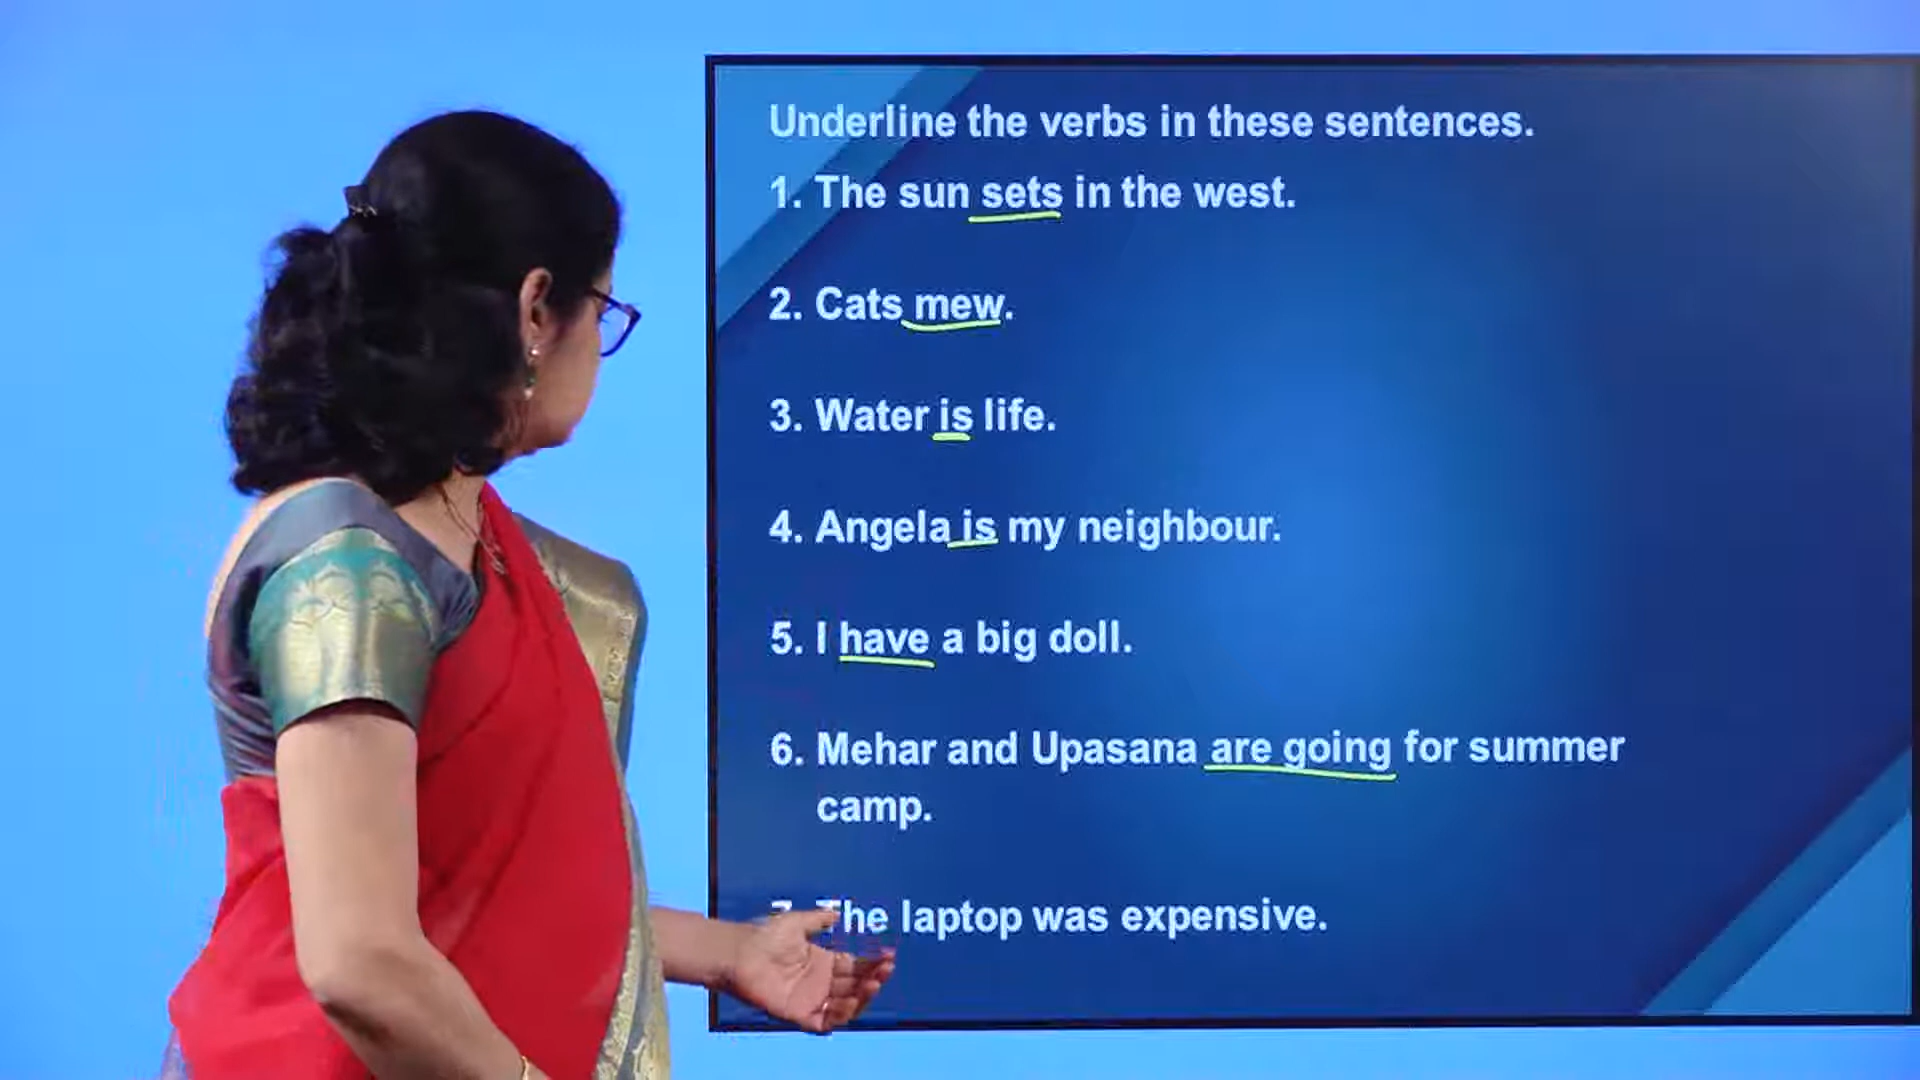 Underline the verbs in these sentences.
1. The sun sets in the west.
2. Cats mew.
3. Water is life.
4. Angela is my neighbour.
5. I have a big doll.
6. Mehar and Upasana are going for summer
camp.
7. The laptop was expensive.